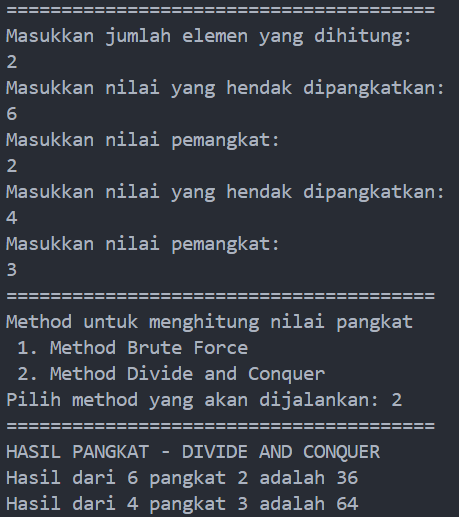 =======================================
Masukkan jumlah elemen yang dihitung:
2
Masukkan nilai yang hendak dipangkatkan:
6
Masukkan nilai pemangkat:
2
Masukkan nilai yang hendak dipangkatkan:
4
Masukkan nilai pemangkat:
3
=======================================
Method untuk menghitung nilai pangkat
 1. Method Brute Force
 2. Method Divide and Conquer
Pilih method yang akan dijalankan: 2
=======================================
HASIL PANGKAT - DIVIDE AND CONQUER
Hasil dari 6 pangkat 2 adalah 36
Hasil dari 4 pangkat 3 adalah 64